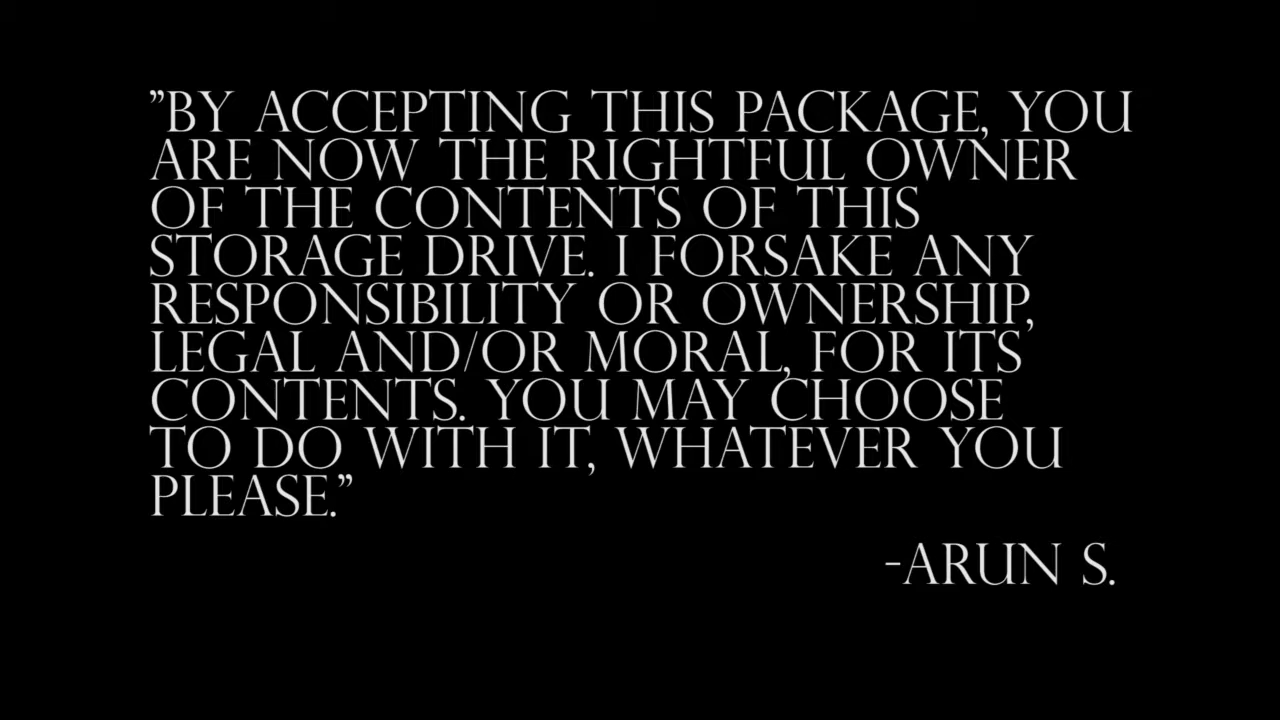 ”BY ACCEPTING THIS PACKAGE, YOU
ARE NOW THE RIGHTFUL OWNER
OF THE CONTENTS OF THIS
STORAGE DRIVE. I FORSAKE ANY
RESPONSIBILITY OR OWNERSHIP,
LEGAL AND/OR MORAL, FOR ITS
CONTENTS. YOU MAY CHOOSE
TO DO WITH IT, WHATEVER YOU
PLEASE.”
-ARUN S.